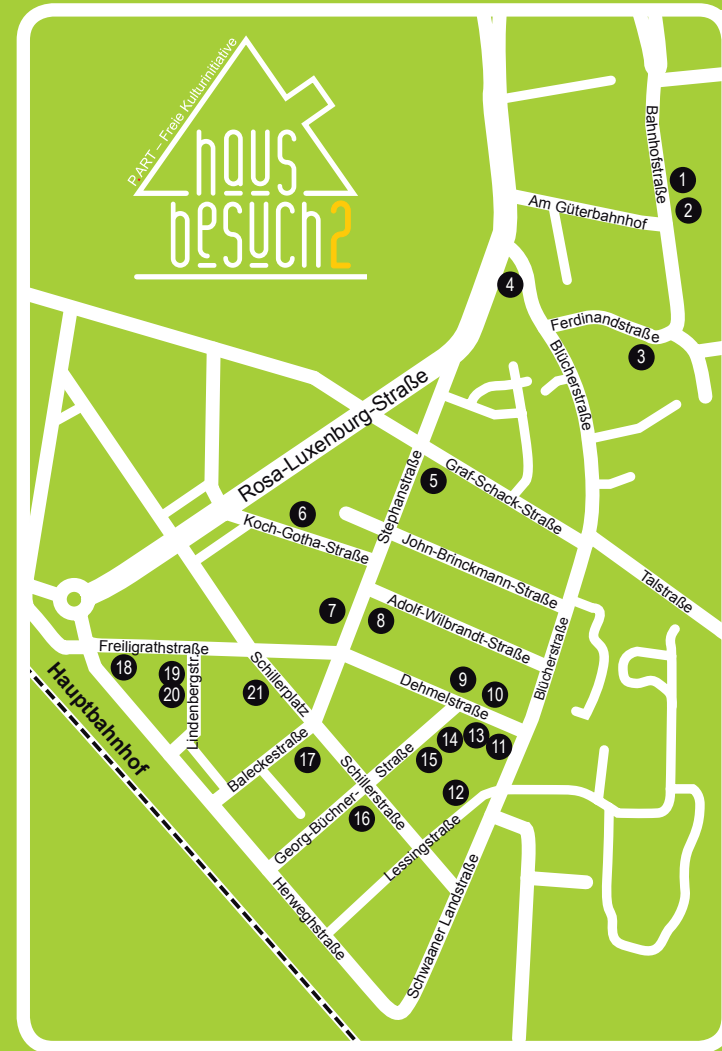 P.ART – Freie Kulturinitiative
haus
besuch2
Bahnhofstraße
1
2
Am Güterbahnhof
4
Ferdinandstraße
3
Blücherstraße
Rosa-Luxenburg-Straße
Stephanstraße
5
Graf-Schack-Straße
6
Koch-Gotha-Straße
John-Brinckmann-Straße
Talstraße
7
8
Adolf-Wilbrandt-Straße
Blücherstraße
Freiligrathstraße
18
19
20
Lindenbergstr.
21
Schillerplatz
9
10
Dehmelstraße
Hauptbahnhof
Baleckestraße
17
Schillerstraße
Georg-Büchner-
Straße
14
13
11
15
12
16
Lessingstraße
Herweghstraße
Schwaaner Landstraße